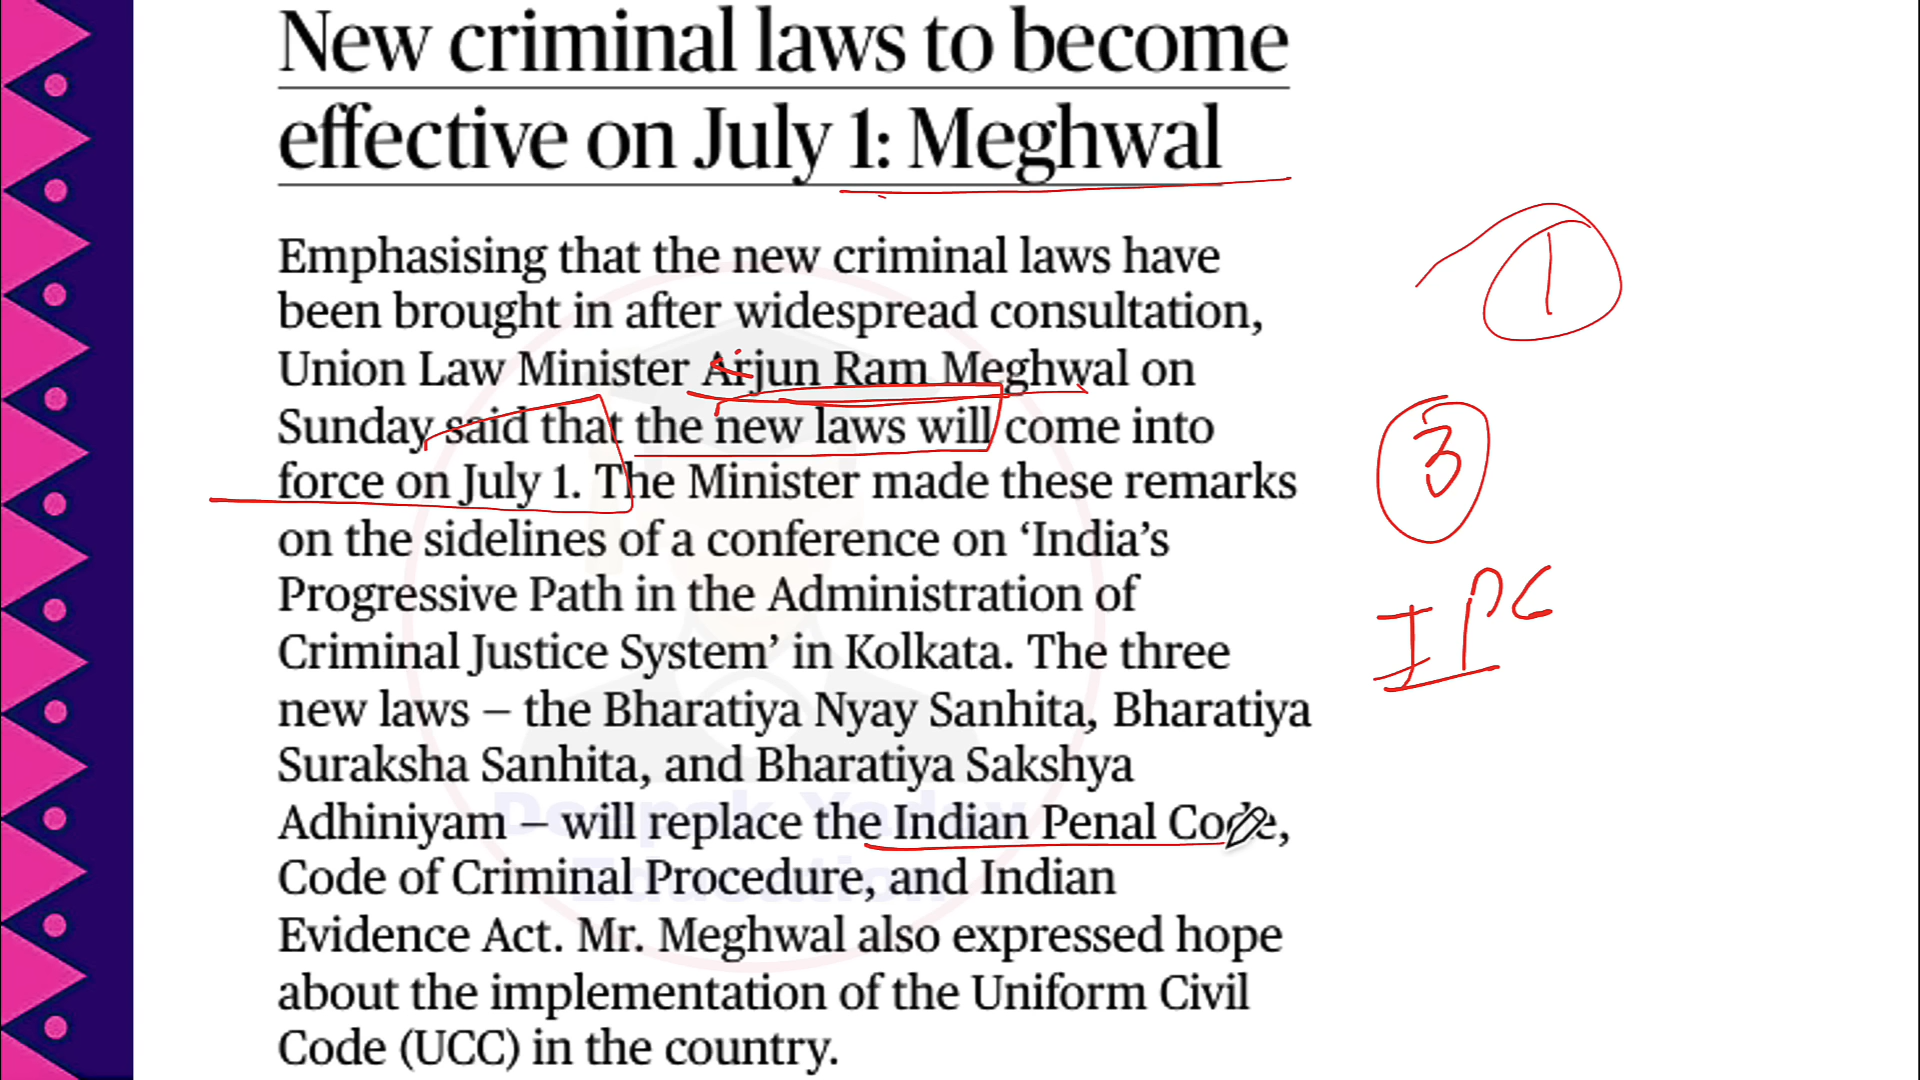 New criminal laws to become
effective on July 1: Meghwal
Emphasising that the new criminal laws have
been brought in after widespread consultation,
Union Law Minister Arjun Ram Meghwal on
Sunday said that the new laws will come into
force on July 1. The Minister made these remarks
on the sidelines of a conference on ‘India’s
Progressive Path in the Administration of
Criminal Justice System’ in Kolkata. The three
new laws – the Bharatiya Nyay Sanhita, Bharatiya
Suraksha Sanhita, and Bharatiya Sakshya
Adhiniyam – will replace the Indian Penal Code,
Code of Criminal Procedure, and Indian
Evidence Act. Mr. Meghwal also expressed hope
about the implementation of the Uniform Civil
Code (UCC) in the country.
1
3
IPC
Deepak Yadav
Education